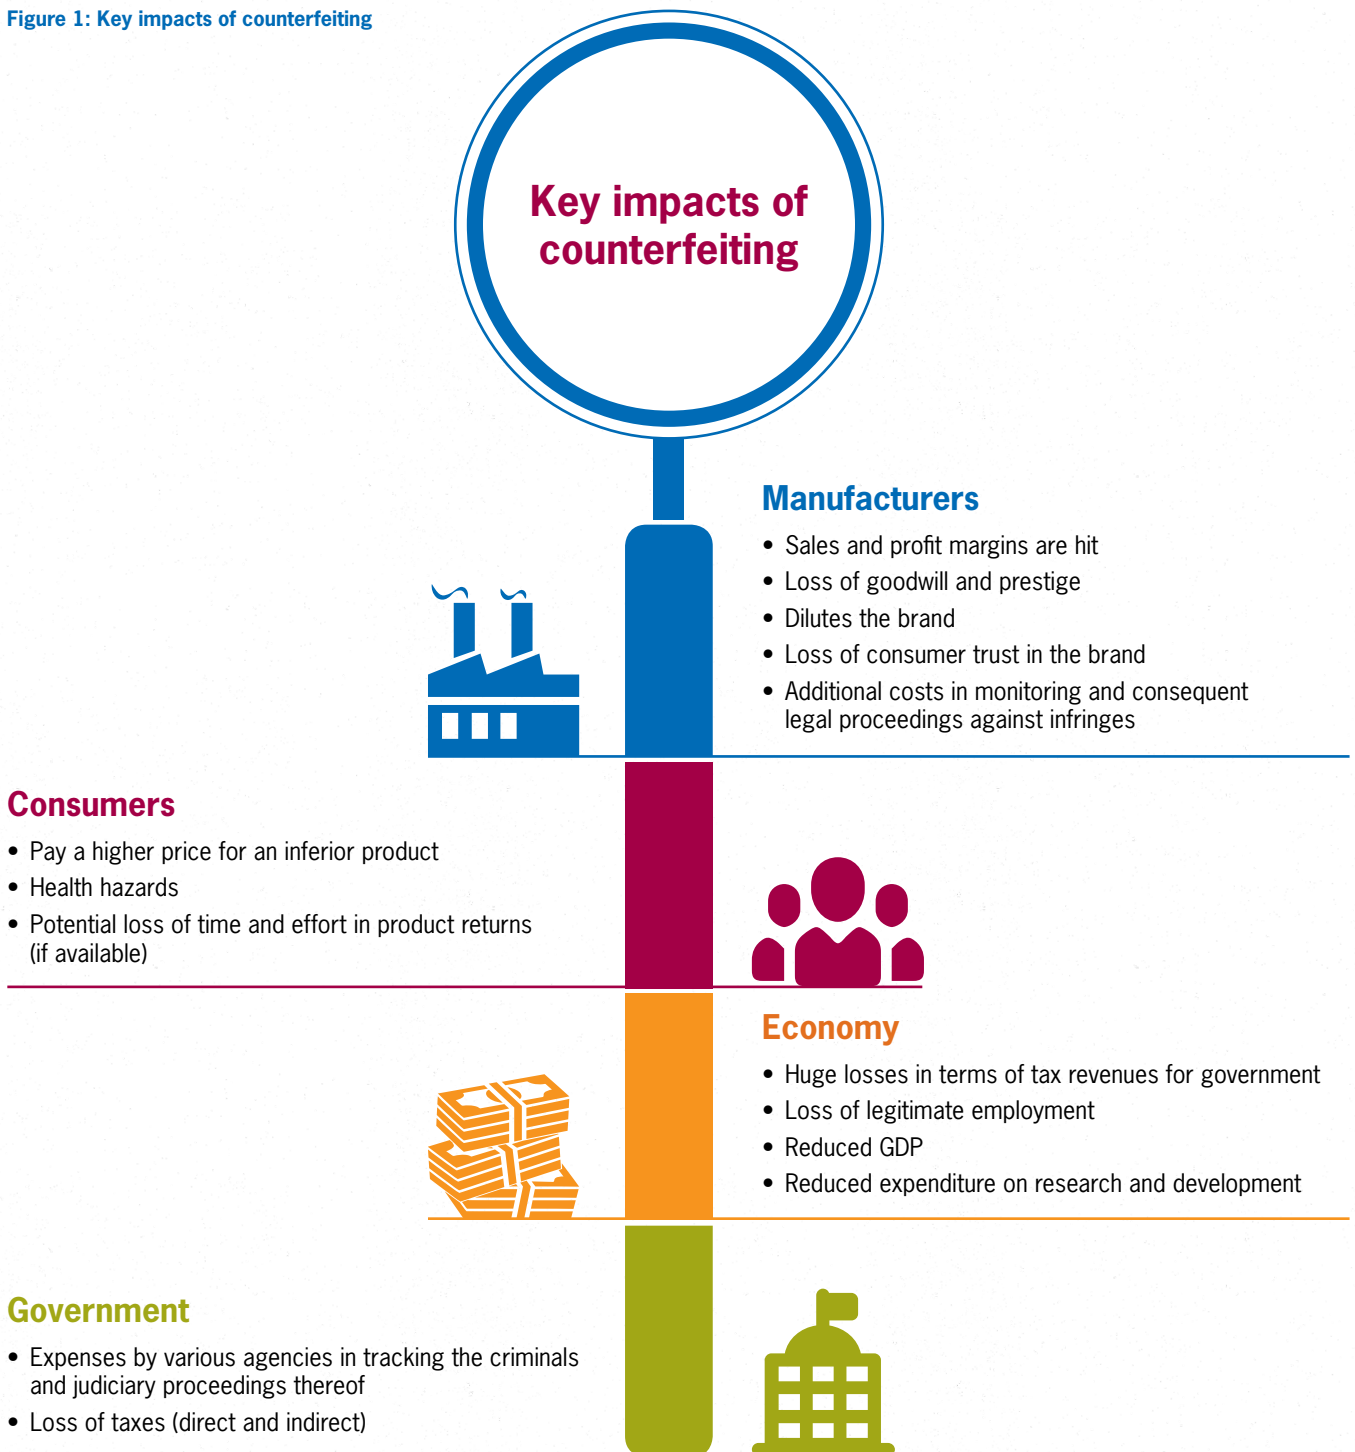 Figure 1: Key impacts of counterfeiting
Key impacts of
counterfeiting
Manufacturers
• Sales and profit margins are hit
• Loss of goodwill and prestige
• Dilutes the brand
• Loss of consumer trust in the brand
• Additional costs in monitoring and consequent
legal proceedings against infringes
Consumers
• Pay a higher price for an inferior product
• Health hazards
• Potential loss of time and effort in product returns
(if available)
Economy
• Huge losses in terms of tax revenues for government
• Loss of legitimate employment
• Reduced GDP
• Reduced expenditure on research and development
Government
• Expenses by various agencies in tracking the criminals
and judiciary proceedings thereof
• Loss of taxes (direct and indirect)